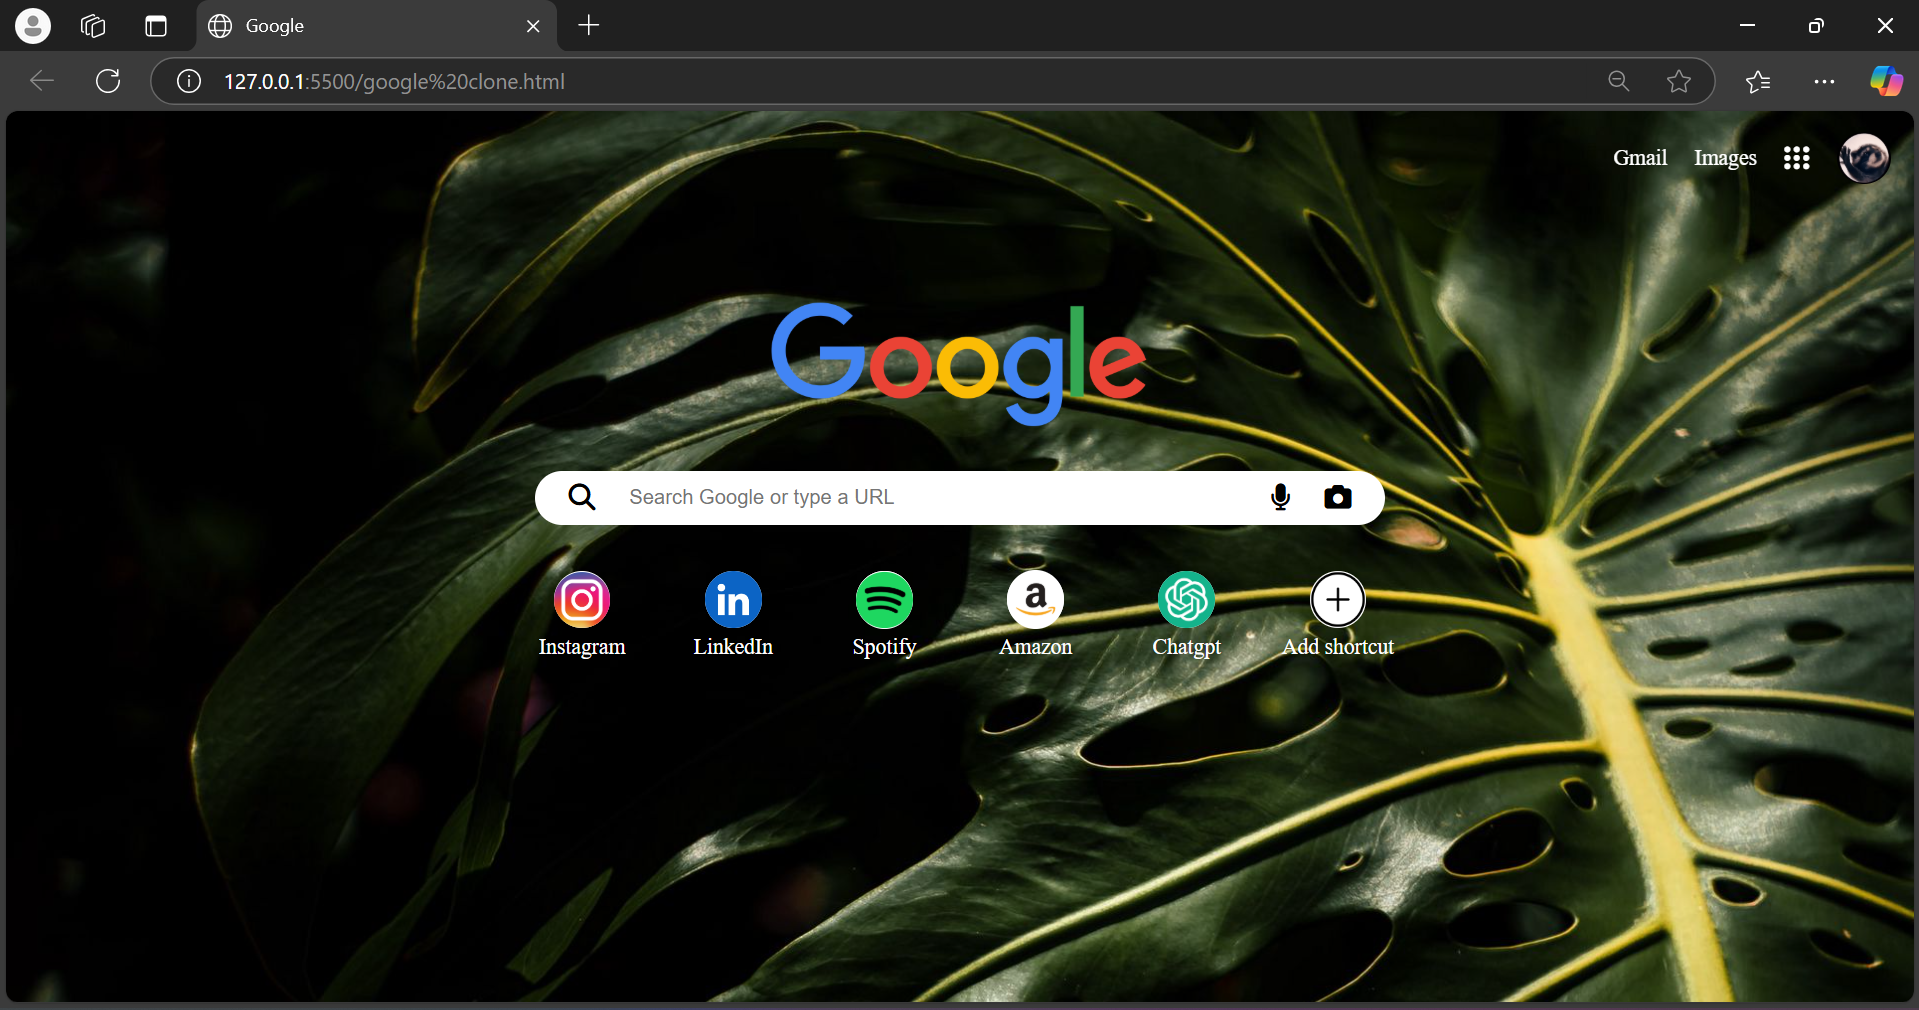 Google
127.0.0.1:5500/google%20clone.html
Gmail Images
Google
Search Google or type a URL
in
a
Instagram LinkedIn Spotify Amazon Chatgpt Add shortcut